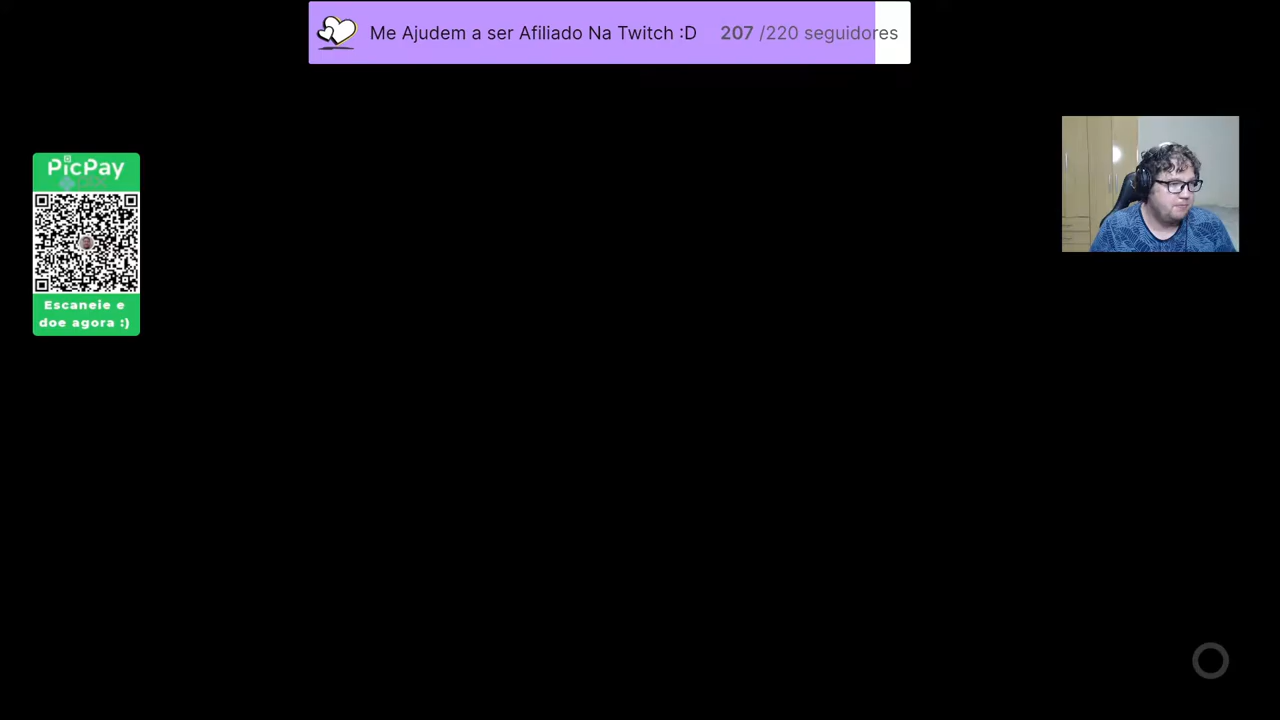 Me Ajudem a ser Afiliado Na Twitch :D 207 /220 seguidores
PicPay
Escaneie e
doe agora :)